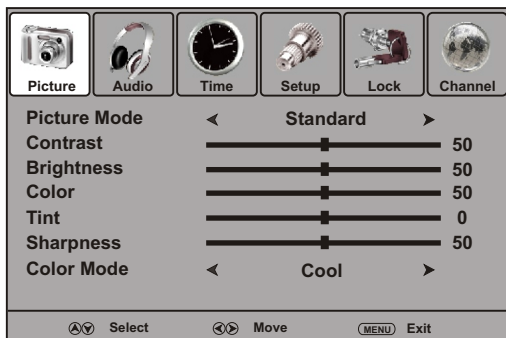 Picture Audio Time Setup Lock Channel
Picture Mode Standard
Contrast 50
Brightness 50
Color 50
Tint 0
Sharpness 50
Color Mode Cool
Select Move MENU Exit